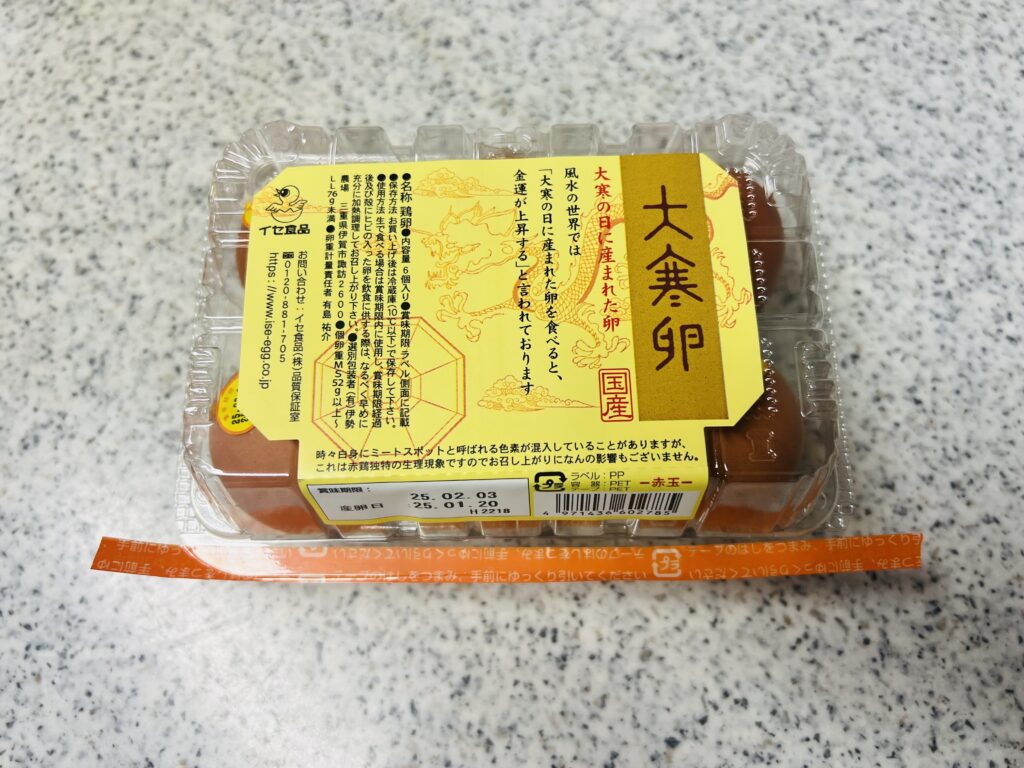 大寒卵
国産
大寒の日に産まれた卵
風水の世界では
「大寒の日に産まれた卵を食べると、
金運が上昇する」と言われております
●名称 鶏卵●内容量 6個入り●賞味期限 ラベル側面に記載
●保存方法 お買い上げ後は冷蔵庫(10℃以下)で保存して下さい。
●使用方法 生で食べる場合は賞味期限内に使用し、賞味期限経過
後及び殻にヒビの入った卵を飲食に供する際は、なるべく早めに
充分に加熱調理してお召し上がり下さい。●選別包装者 (有)伊勢
農場 三重県伊賀市諏訪2600●個卵重MS52g以上~
LL76g未満●卵重計量責任者 有島 祐介
イセ食品
お問い合わせ:イセ食品(株)品質保証室
0120-881-705
https://www.ise-egg.co.jp
時々白身にミートスポットと呼ばれる色素が混入していることがありますが、
これは赤鶏独特の生理現象ですのでお召し上がりになんの影響もございません。
賞味期限: 25.02.03
産卵日 :25.01.20
H2218
ラベル:PP
容器:PET
テープ:PET
-赤玉-
4 971436 602785
テープのはしをつまみ、手前にゆっくり引いてください